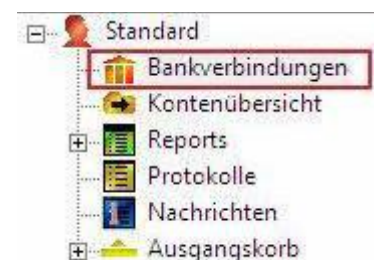 Standard
Bankverbindungen
Kontenübersicht
Reports
Protokolle
Nachrichten
Ausgangskorb